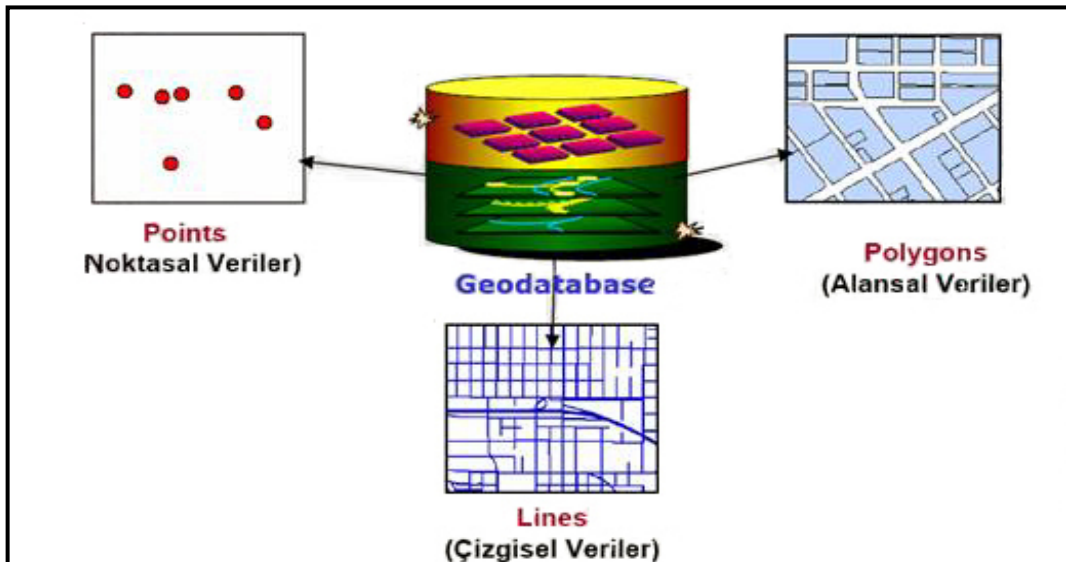 Points
Noktasal Veriler)
Geodatabase
Polygons
(Alansal Veriler)
Lines
(Çizgisel Veriler)